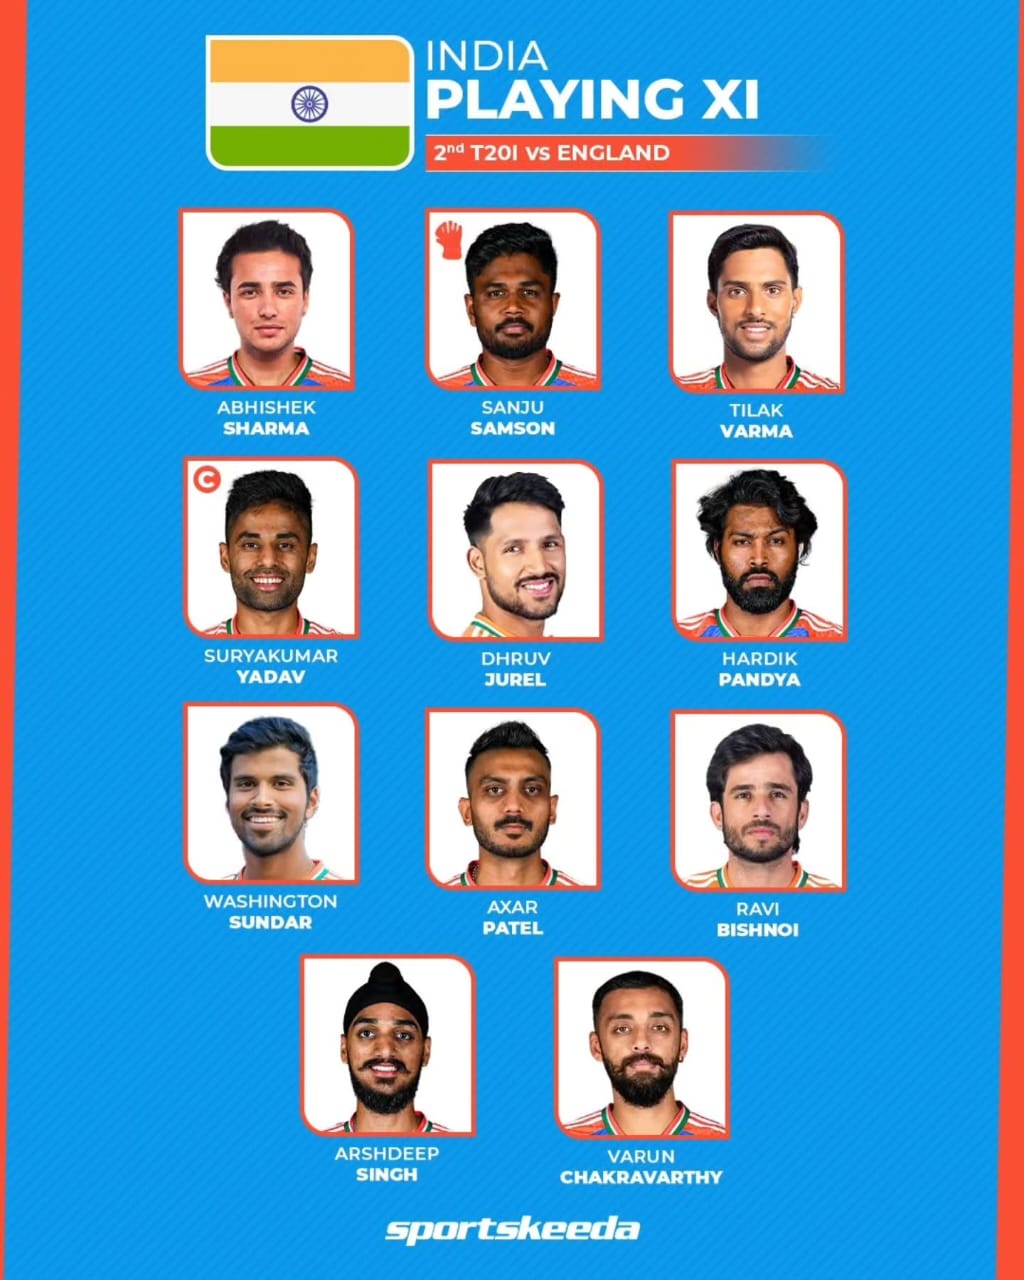 INDIA
PLAYING XI
2nd T20I vs ENGLAND
ABHISHEK
SHARMA
SANJU
SAMSON
TILAK
VARMA
C
SURYAKUMAR
YADAV
DHRUV
JUREL
HARDIK
PANDYA
WASHINGTON
SUNDAR
AXAR
PATEL
RAVI
BISHNOI
ARSHDEEP
SINGH
VARUN
CHAKRAVARTHY
sportskeeda